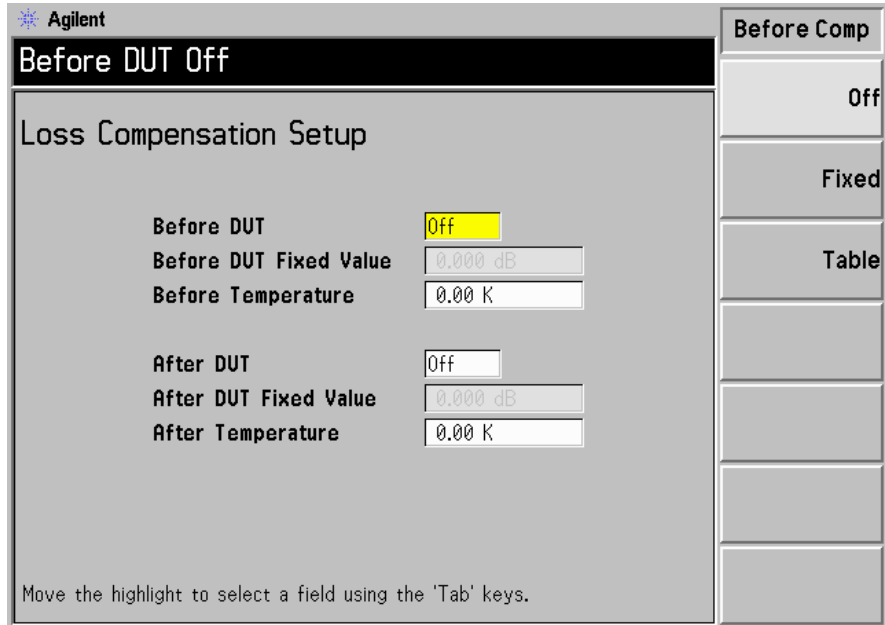 Agilent
Before DUT Off
Loss Compensation Setup
Before DUT Off
Before DUT Fixed Value 0.000 dB
Before Temperature 0.00 K
After DUT Off
After DUT Fixed Value 0.000 dB
After Temperature 0.00 K
Move the highlight to select a field using the 'Tab' keys.
Before Comp
Off
Fixed
Table